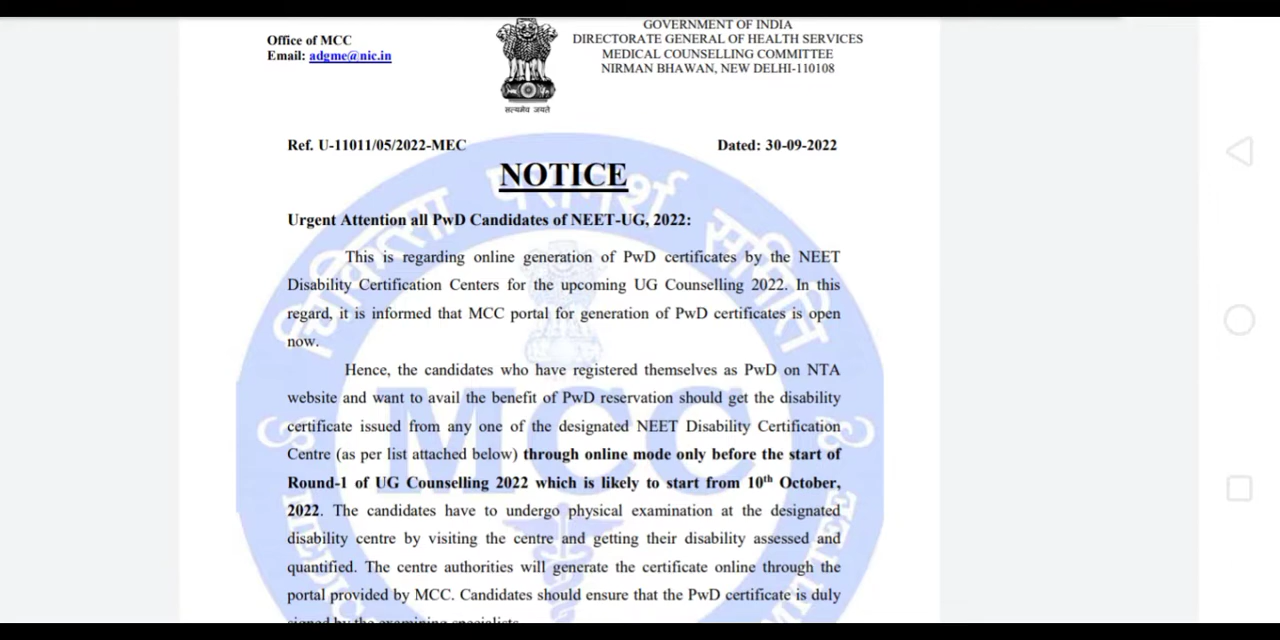 Office of MCC
Email: adgme@nic.in
GOVERNMENT OF INDIA
DIRECTORATE GENERAL OF HEALTH SERVICES
MEDICAL COUNSELLING COMMITTEE
NIRMAN BHAWAN, NEW DELHI-110108
सत्यमेव जयते
Ref. U-11011/05/2022-MEC
Dated: 30-09-2022
NOTICE
Urgent Attention all PwD Candidates of NEET-UG, 2022:
This is regarding online generation of PwD certificates by the NEET
Disability Certification Centers for the upcoming UG Counselling 2022. In this
regard, it is informed that MCC portal for generation of PwD certificates is open
now.
Hence, the candidates who have registered themselves as PwD on NTA
website and want to avail the benefit of PwD reservation should get the disability
certificate issued from any one of the designated NEET Disability Certification
Centre (as per list attached below) through online mode only before the start of
Round-1 of UG Counselling 2022 which is likely to start from 10th October,
2022. The candidates have to undergo physical examination at the designated
disability centre by visiting the centre and getting their disability assessed and
quantified. The centre authorities will generate the certificate online through the
portal provided by MCC. Candidates should ensure that the PwD certificate is duly
signed by the examining specialists.
चिकित्सा परामर्श समिति
MCC